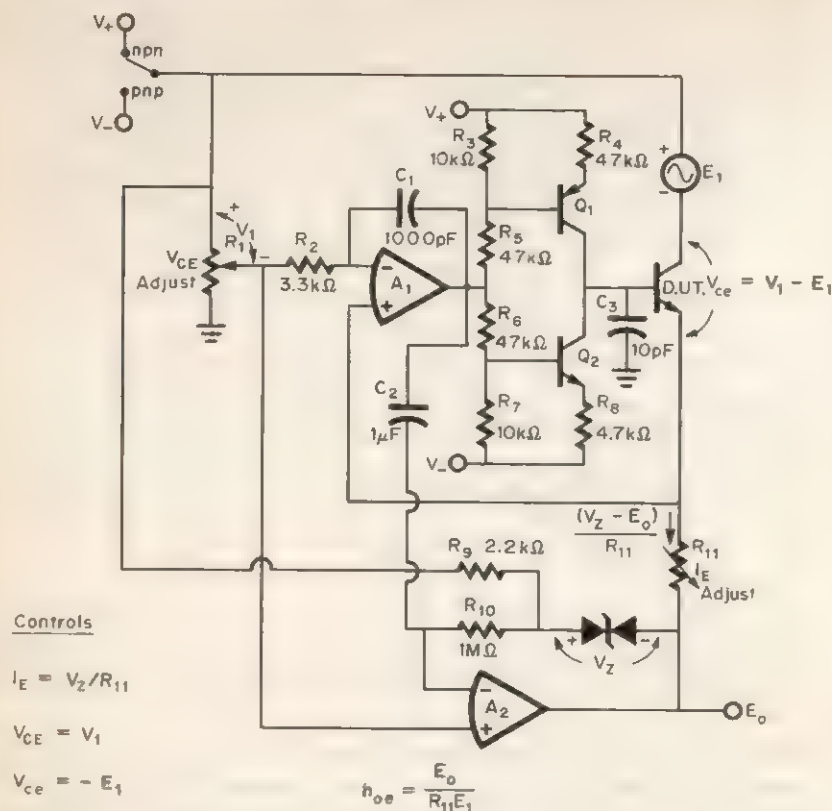 V+
npn
pnp
V–
V+
R3
10kΩ
R4
47kΩ
+
E1
–
C1
1000pF
Q1
+
V1
R1
–
VCE
Adjust
R2
3.3kΩ
–
A1
+
R5
47kΩ
D.U.T.
Vce = V1 – E1
C3
10pF
R6
47kΩ
Q2
C2
1µF
R7
10kΩ
R8
4.7kΩ
V–
(VZ – Eo)
R11
R11
IE
Adjust
R9 2.2kΩ
R10
1MΩ
+
–
VZ
–
A2
+
Eo
Controls
IE = VZ/R11
VCE = V1
Vce = – E1
hoe = Eo
R11E1